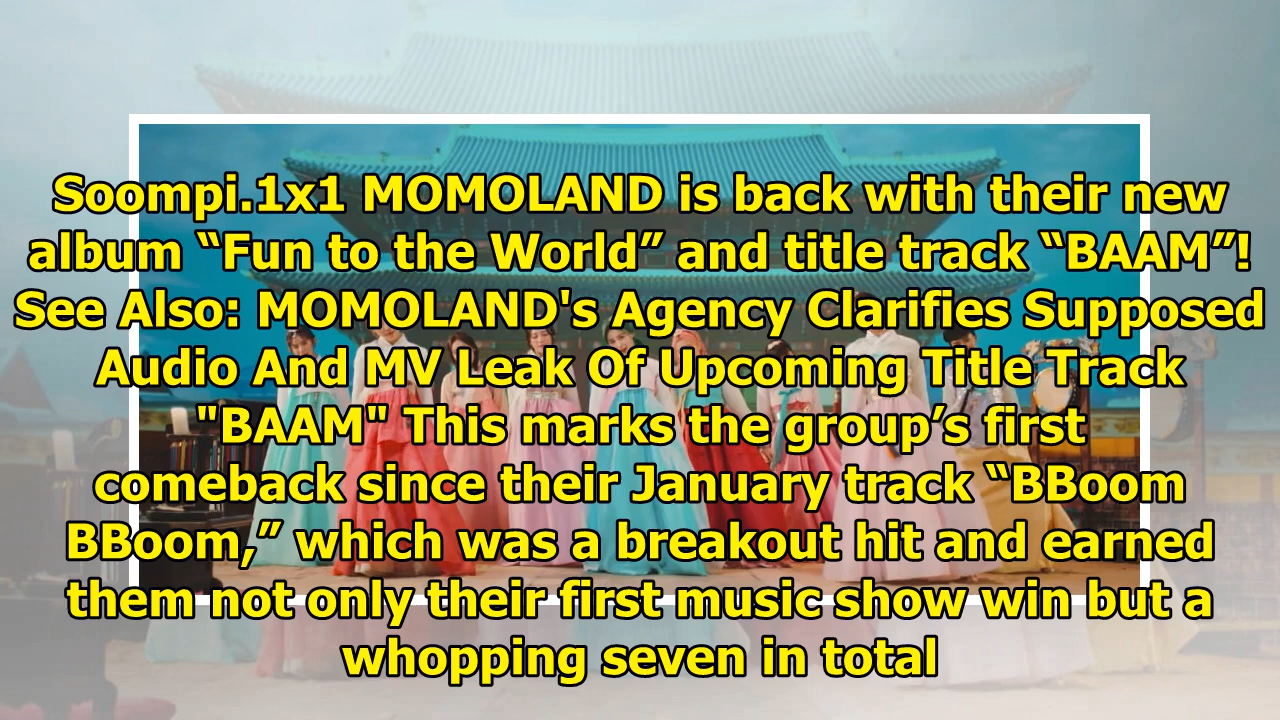 Soompi.1x1 MOMOLAND is back with their new
album “Fun to the World” and title track “BAAM”!
See Also: MOMOLAND's Agency Clarifies Supposed
Audio And MV Leak Of Upcoming Title Track
"BAAM" This marks the group’s first
comeback since their January track “BBoom
BBoom,” which was a breakout hit and earned
them not only their first music show win but a
whopping seven in total